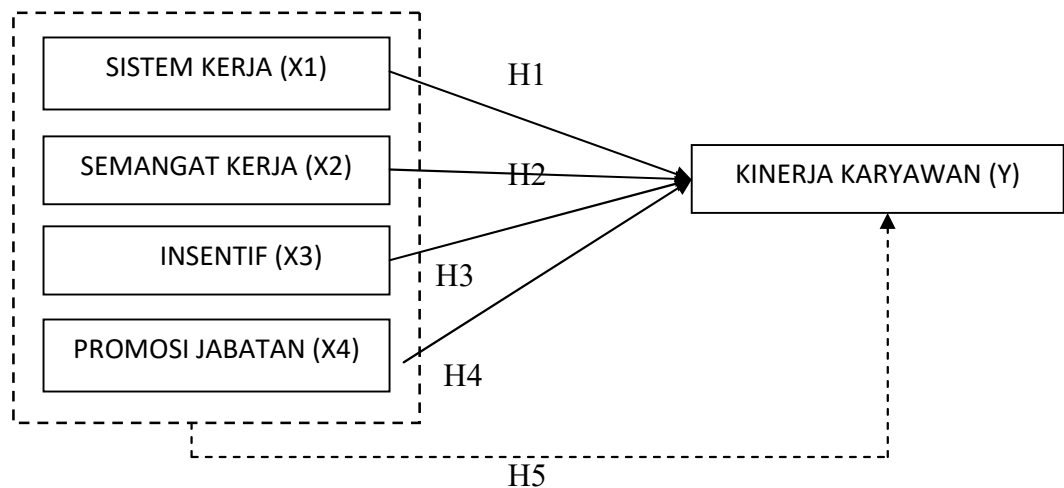 SISTEM KERJA (X1)
H1
SEMANGAT KERJA (X2)
H2
KINERJA KARYAWAN (Y)
INSENTIF (X3)
H3
PROMOSI JABATAN (X4)
H4
H5